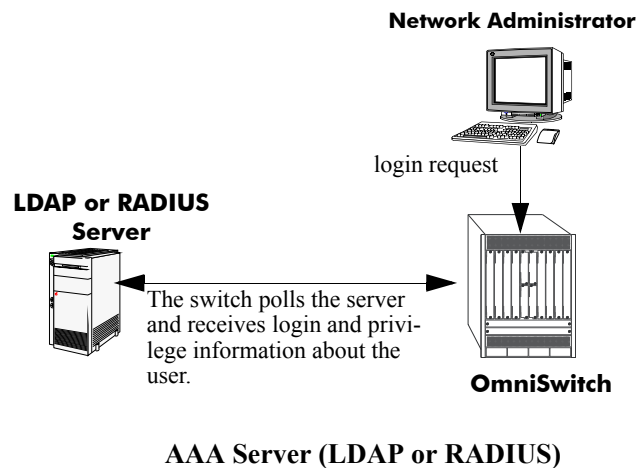 Network Administrator
login request
LDAP or RADIUS
Server
The switch polls the server
and receives login and privi-
lege information about the
user.
OmniSwitch
AAA Server (LDAP or RADIUS)